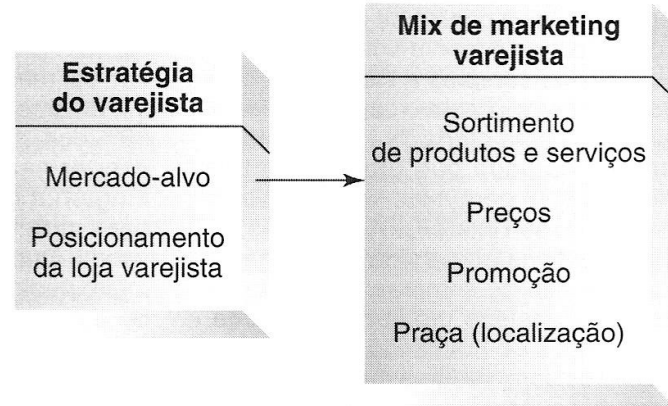 Estratégia
do varejista
Mercado-alvo
Posicionamento
da loja varejista
Mix de marketing
varejista
Sortimento
de produtos e serviços
Preços
Promoção
Praça (localização)